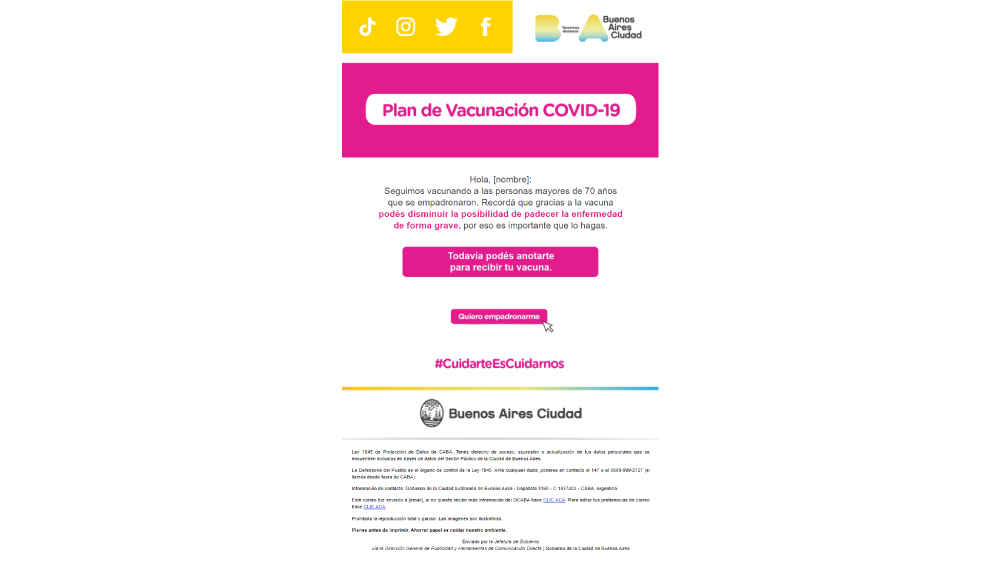 B A
Tenemos
distancia
Buenos
Aires
Ciudad
Plan de Vacunación COVID-19
Hola, [nombre]:
Seguimos vacunando a las personas mayores de 70 años
que se empadronaron. Recordá que gracias a la vacuna
podés disminuir la posibilidad de padecer la enfermedad
de forma grave, por eso es importante que lo hagas.
Todavía podés anotarte
para recibir tu vacuna.
Quiero empadronarme
#CuidarteEsCuidarnos
Buenos Aires Ciudad
Ley 1845 de Protección de Datos de CABA. Tenés derecho de acceso, supresión o actualización de tus datos personales que se
encuentren incluidos en bases de datos del Sector Público de la Ciudad de Buenos Aires.
La Defensoría del Pueblo es el órgano de control de la Ley 1845. Ante cualquier duda, ponerse en contacto al 147 o al 0800-999-2727 (si
llamás desde fuera de CABA)
Información de contacto: Gobierno de la Ciudad Autónoma de Buenos Aires - Uspallata 3160 - C 1437JCL - CABA, Argentina.
Este correo fue enviado a [email], si no querés recibir más información del GCABA hacé CLIC ACÁ. Para editar tus preferencias de correo
hacé CLIC ACÁ.
Prohibida la reproducción total o parcial. Las imágenes son ilustrativas.
Piense antes de imprimir. Ahorrar papel es cuidar nuestro ambiente.
Enviado por la Jefatura de Gobierno
vía la Dirección General de Publicidad y Herramientas de Comunicación Directa | Gobierno de la Ciudad de Buenos Aires